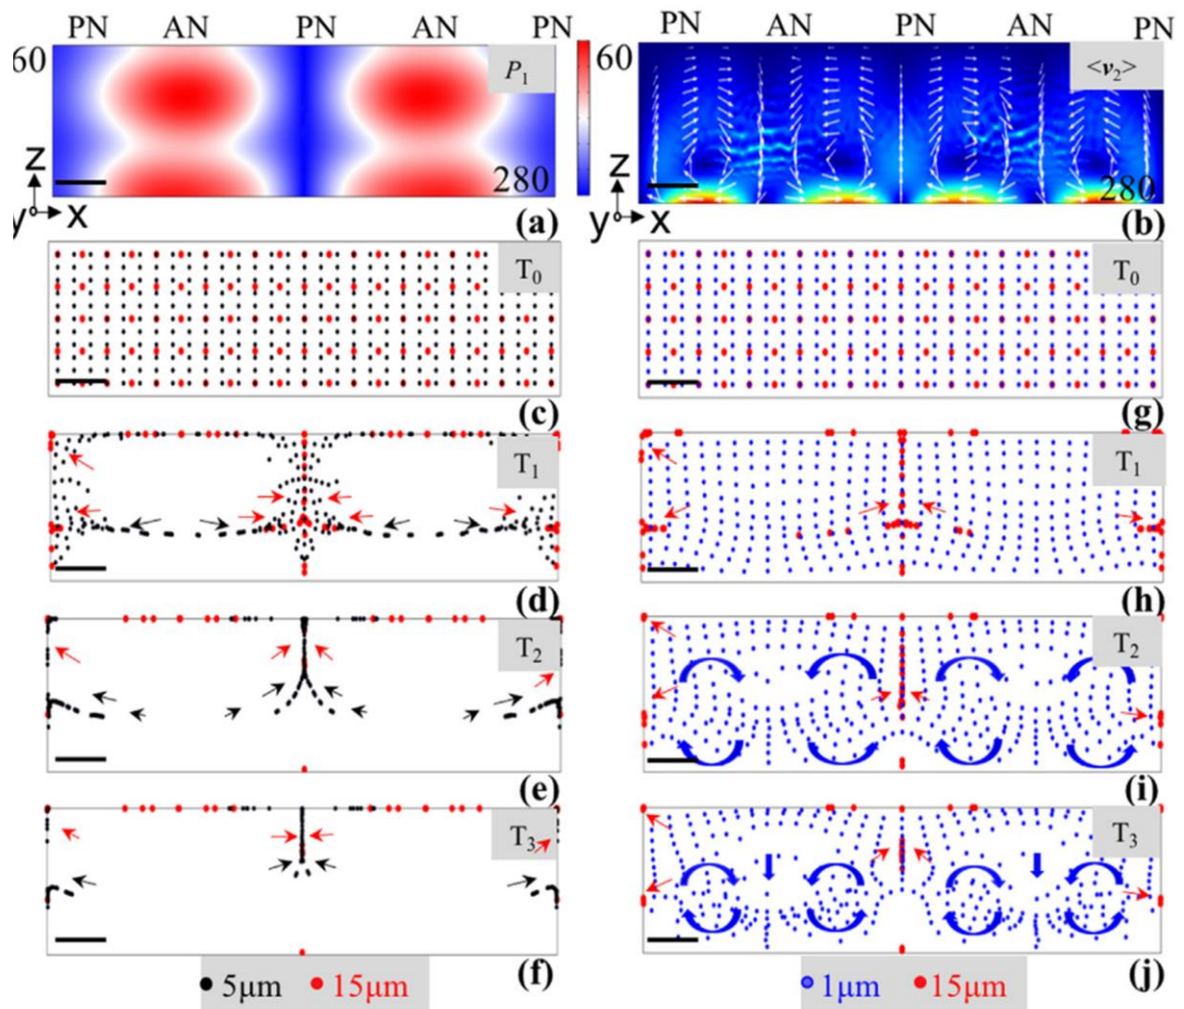 PN AN PN AN PN PN AN PN AN PN
60 P1 60 <v2>
z 280 z 280
y x (a) y x (b)
T0 T0
(c) (g)
T1 T1
(d) (h)
T2 T2
(e) (i)
T3 T3
(f) (j)
5μm 15μm 1μm 15μm